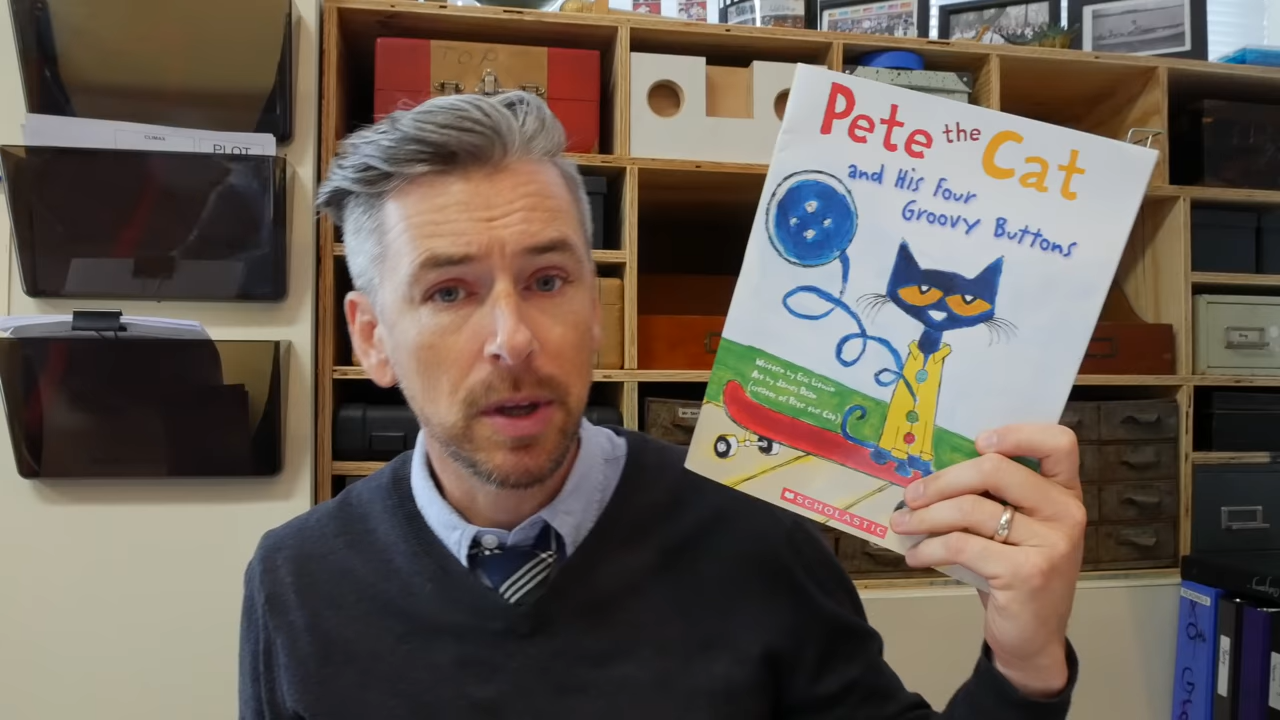 TOP
CLIMAX
PLOT
Pete the Cat
and His Four
Groovy Buttons
Written by Eric Litwin
Art by James Dean
(creator of Pete the Cat)
SCHOLASTIC